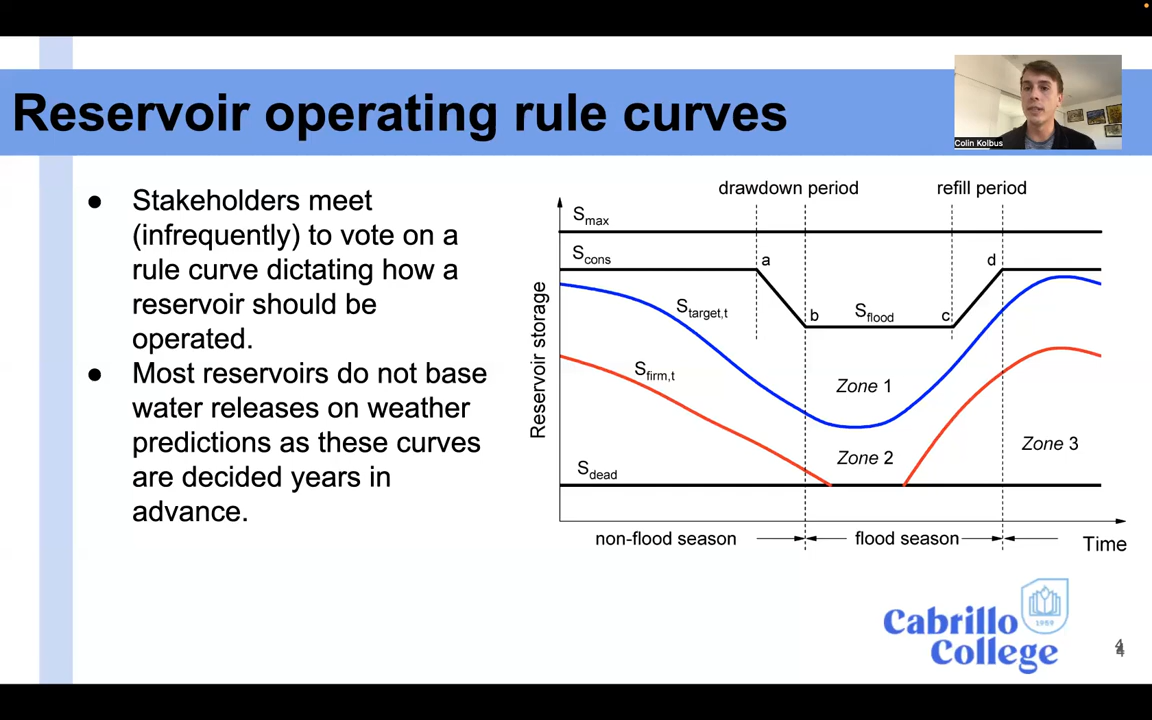 Reservoir operating rule curves
Colin Kolbus
● Stakeholders meet
(infrequently) to vote on a
rule curve dictating how a
reservoir should be
operated.
● Most reservoirs do not base
water releases on weather
predictions as these curves
are decided years in
advance.
drawdown period
refill period
Smax
Scons
a
d
Starget,t
b
Sflood
c
Sfirm,t
Zone 1
Reservoir storage
Zone 3
Zone 2
Sdead
non-flood season
flood season
Time
Cabrillo
College
1959
4